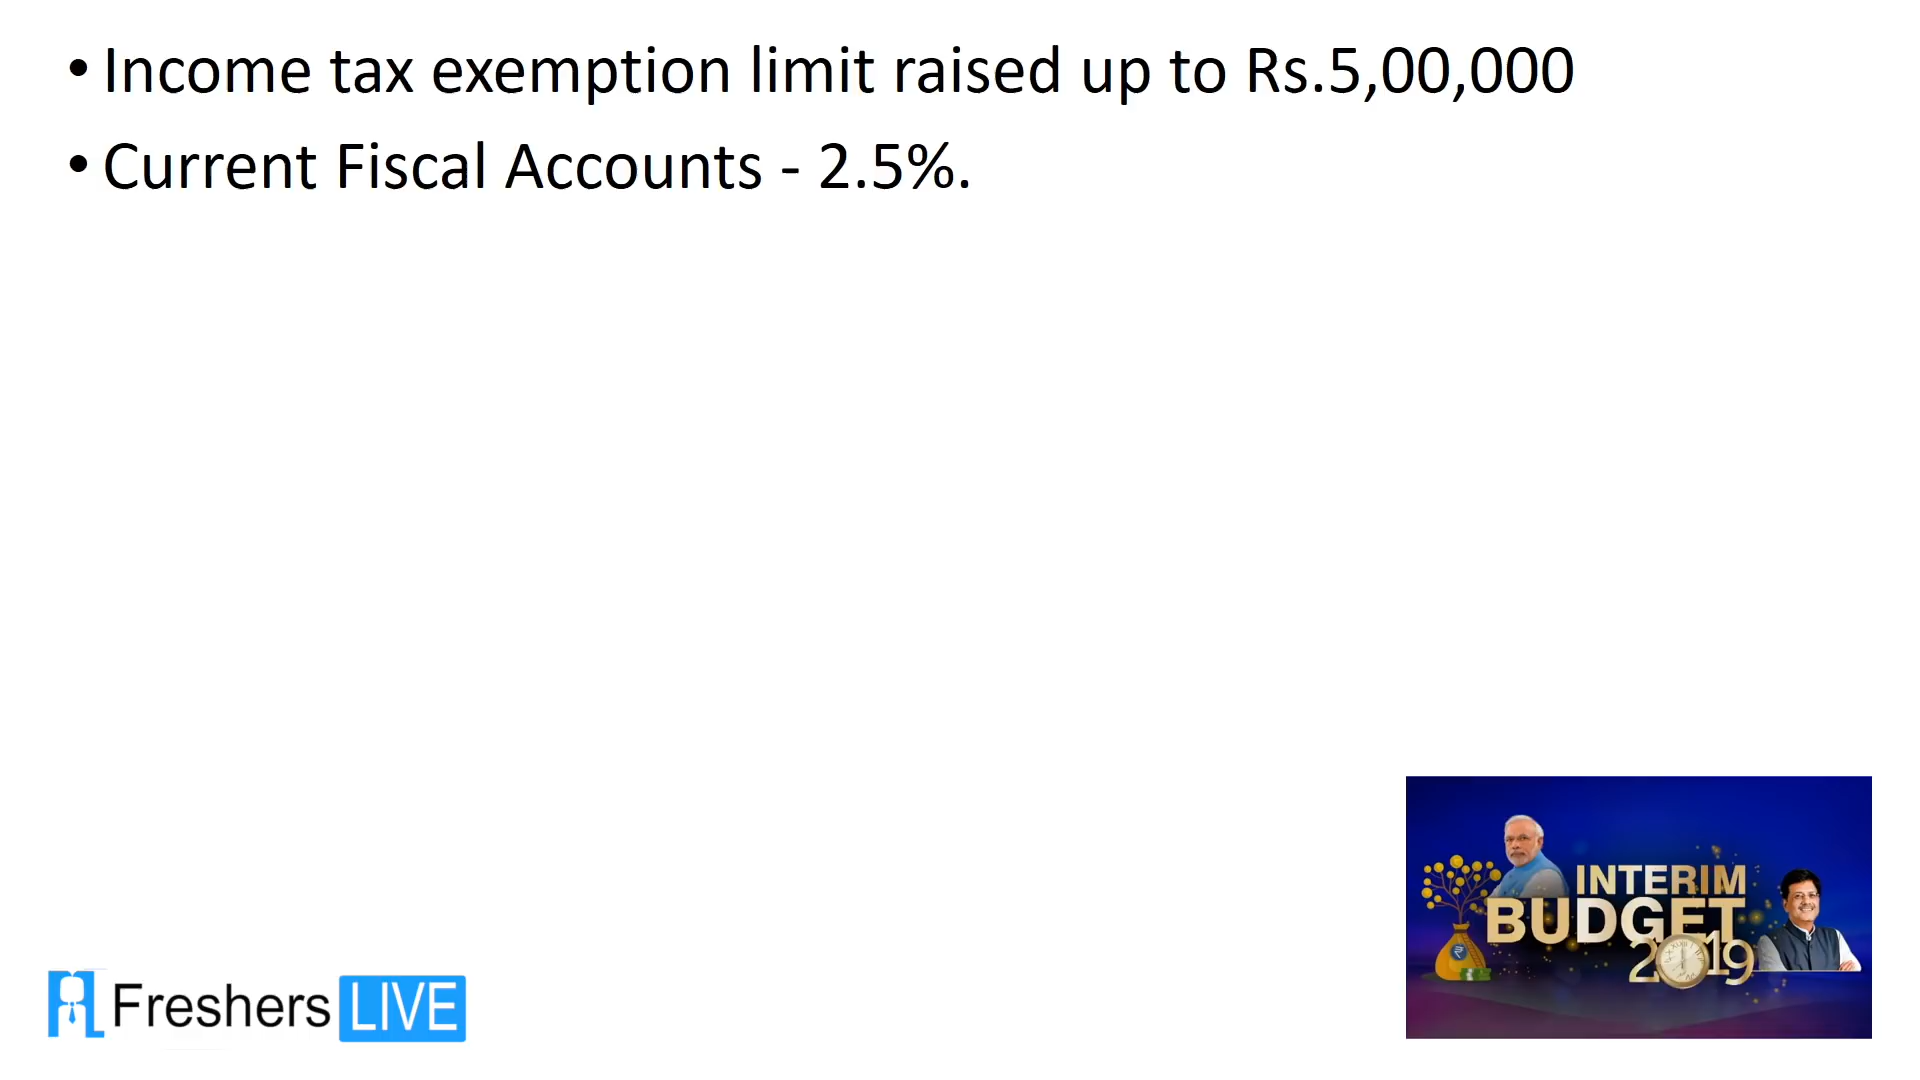 • Income tax exemption limit raised up to Rs.5,00,000
• Current Fiscal Accounts - 2.5%.
INTERIM
BUDGET
2019
Freshers LIVE